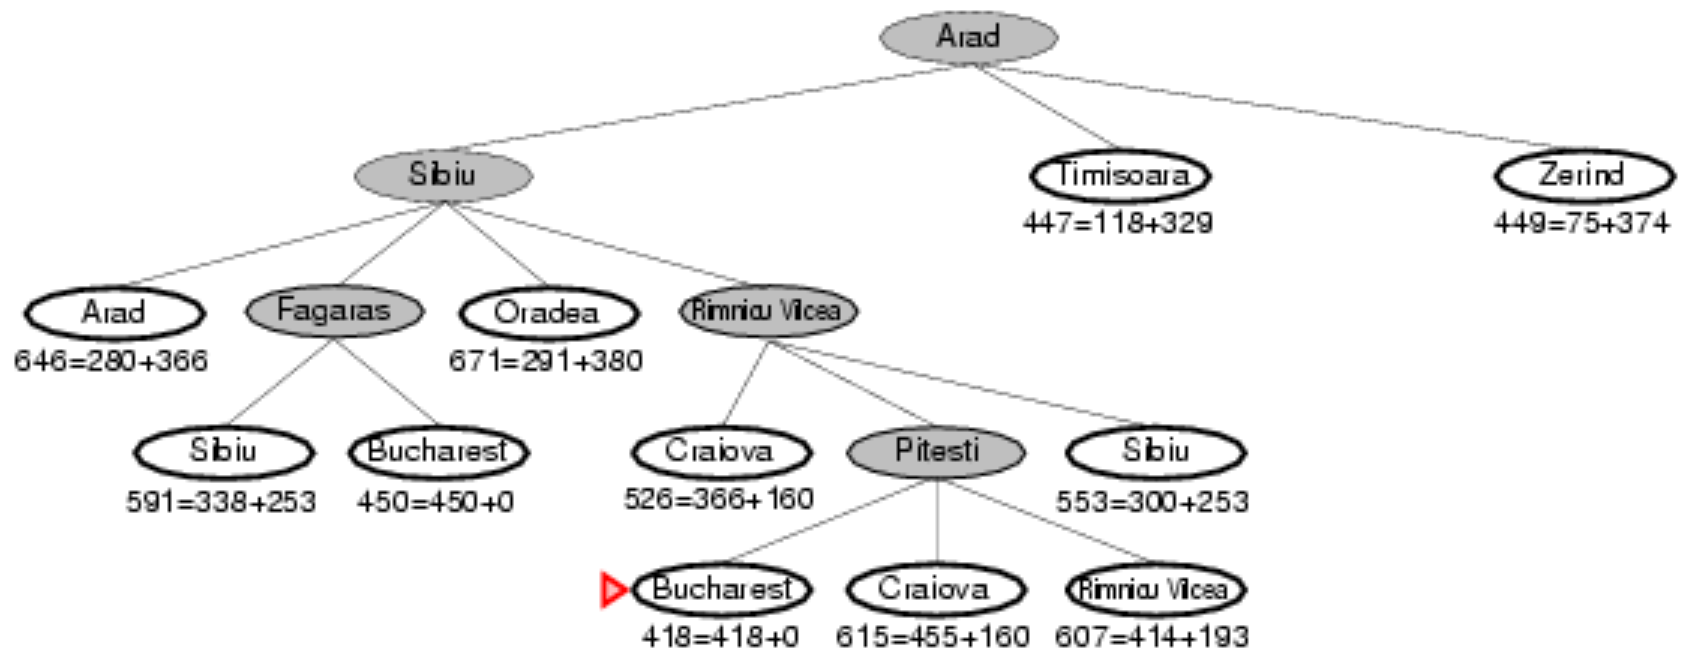 Arad
Sibiu
Timisoara
Zerind
447=118+329
449=75+374
Arad
Fagaras
Oradea
Rimnicu Vilcea
646=280+366
671=291+380
Sibiu
Bucharest
Craiova
Pitesti
Sibiu
591=338+253
450=450+0
526=366+160
553=300+253
Bucharest
Craiova
Rimnicu Vilcea
418=418+0
615=455+160
607=414+193